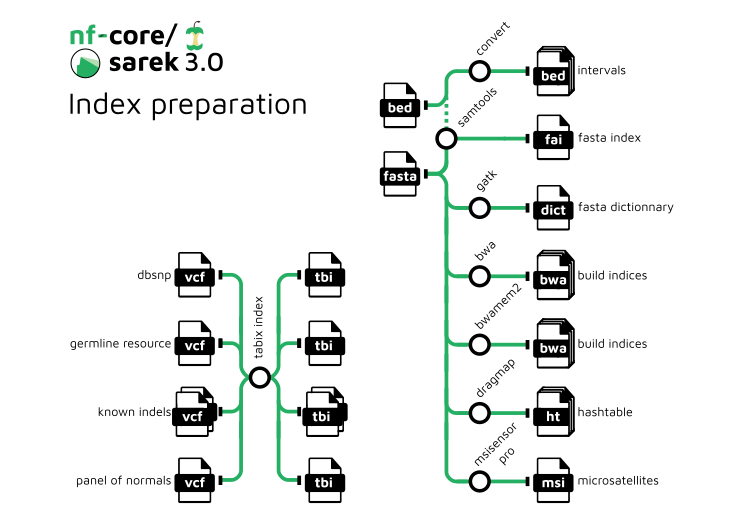 nf-core/
sarek 3.0
Index preparation
convert
bed
intervals
bed
samtools
fai
fasta index
fasta
gatk
dict
fasta dictionnary
bwa
bwa
build indices
bwamem2
bwa
build indices
dragmap
ht
hashtable
msisensor
pro
msi
microsatellites
dbsnp
vcf
tbi
tabix index
germline resource
vcf
tbi
known indels
vcf
tbi
panel of normals
vcf
tbi